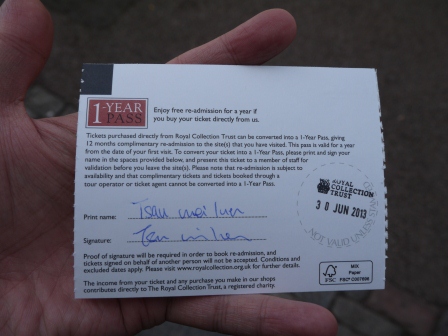 1-YEAR
PASS
Enjoy free re-admission for a year if
you buy your ticket directly from us.
Tickets purchased directly from Royal Collection Trust can be converted into a 1-Year Pass, giving
12 months complimentary re-admission to the site(s) that you have visited. This pass is valid for a year
from the date of your first visit. To convert your ticket into a 1-Year Pass, please print and sign your
name in the spaces provided below, and present this ticket to a member of staff for
validation before you leave the site(s). Please note that re-admission is subject to
availability and that complimentary tickets and tickets booked through a
tour operator or ticket agent cannot be converted into a 1-Year Pass.
ROYAL
COLLECTION
TRUST
30 JUN 2013
NOT VALID UNLESS
Print name:
Signature:
Proof of signature will be required in order to book re-admission, and
tickets signed on behalf of another person will not be accepted. Conditions and
excluded dates apply. Please visit www.royalcollection.org.uk for further details.
The income from your ticket and any purchase you make in our shops
contributes directly to The Royal Collection Trust, a registered charity.
FSC
MIX
Paper